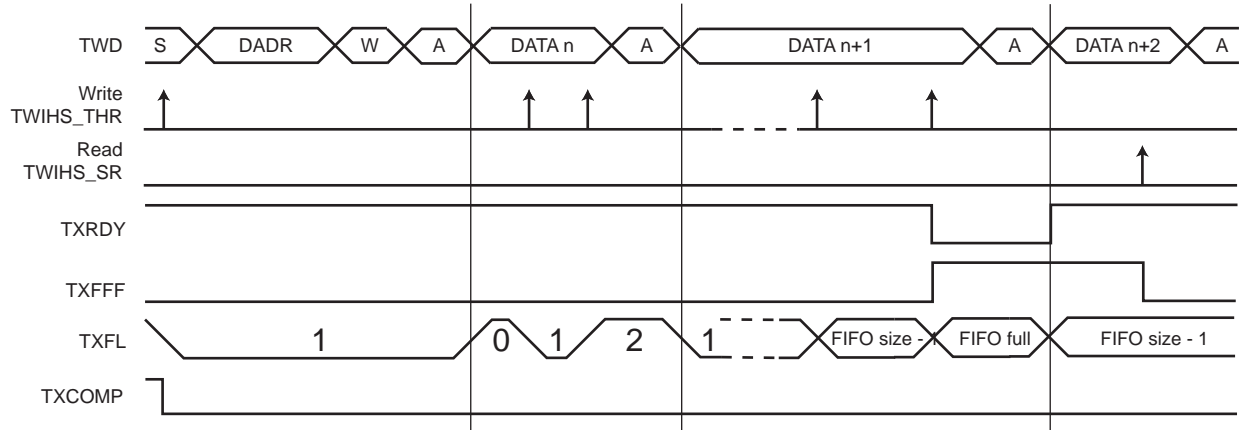 TWD S DADR W A DATA n A DATA n+1 A DATA n+2 A
Write
TWIHS_THR
Read
TWIHS_SR
TXRDY
TXFFF
TXFL 1 0 1 2 1 FIFO size - 1 FIFO full FIFO size - 1
TXCOMP